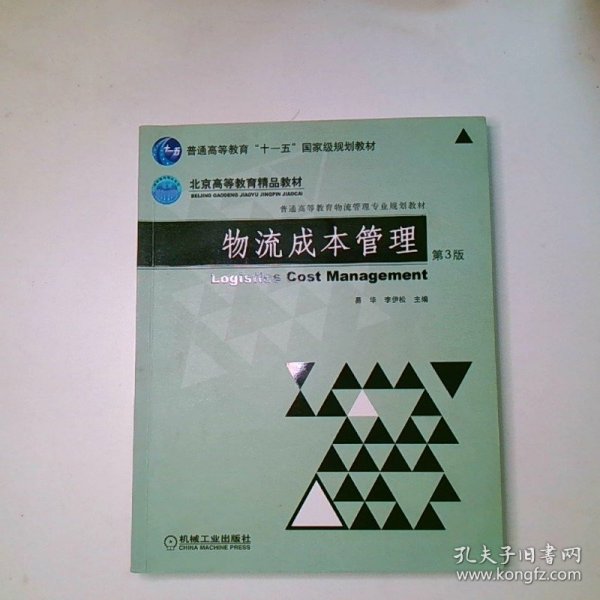 十一五
普通高等教育“十一五”国家级规划教材
北京高等教育精品教材
BEIJING GAODENG JIAOYU JINGPIN JIAOCAI
普通高等教育物流管理专业规划教材
物流成本管理 第3版
Logistics Cost Management
易 华 李伊松 主编
机械工业出版社
CHINA MACHINE PRESS
孔夫子旧书网
www.kongfz.com